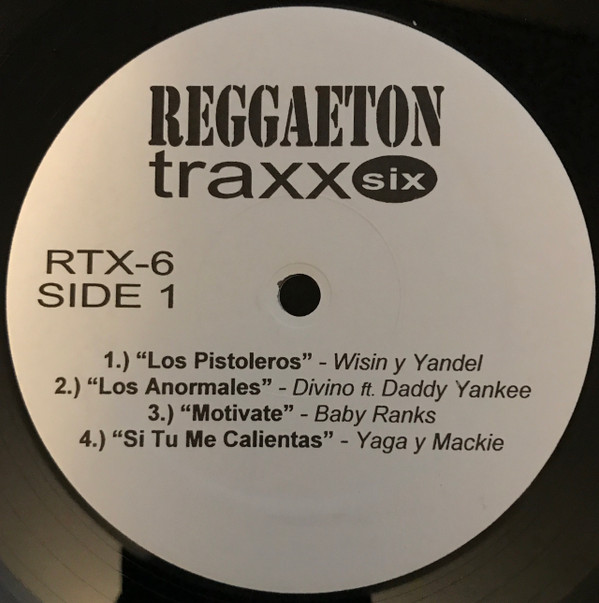 REGGAETON
traxx six
RTX-6
SIDE 1
1.) “Los Pistoleros” - Wisin y Yandel
2.) “Los Anormales” - Divino ft. Daddy Yankee
3.) “Motivate” - Baby Ranks
4.) “Si Tu Me Calientas” - Yaga y Mackie